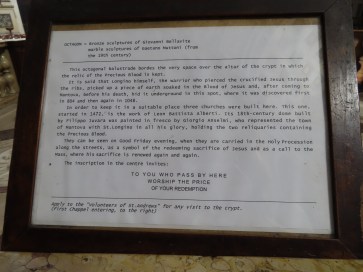 OCTAGON - Bronze sculptures of Giovanni Bellavite
marble sculptures of Gaetano Mattani (from
the 19th century)
This octagonal Balustrade bordes the very space over the altar of the crypt in which
the relic of the Precious Blood is kept.
It is said that Longino himself, the warrior who pierced the crucified Jesus through
the ribs, picked up a piece of earth soaked in the blood of Jesus and, after coming to
Mantova, before his death, hid it underground in this spot, where it was discovered first
in 804 and then again in 1048.
In order to keep it in a suitable place three churches were built here. This one,
started in 1472, is the work of Leon Battista Alberti. Its 18th-century dome built
by Filippo Iuvara was painted in fresco by Giorgio Anselmi, who represented the Town
of Mantova with St.Longino in all his glory, holding the two reliquaries containing
the Precious Blood.
They can be seen on Good Friday evening, when they are carried in the Holy Procession
along the streets, as a symbol of the redeeming sacrifice of Jesus and as a call to the
Mass, where his sacrifice is renewed again and again.
The inscription in the centre invites:
TO YOU WHO PASS BY HERE
WORSHIP THE PRICE
OF YOUR REDEMPTION
Apply to the "Volunteers of St.Andrew" for any visit to the crypt.
(First Chappel entering, to the right)